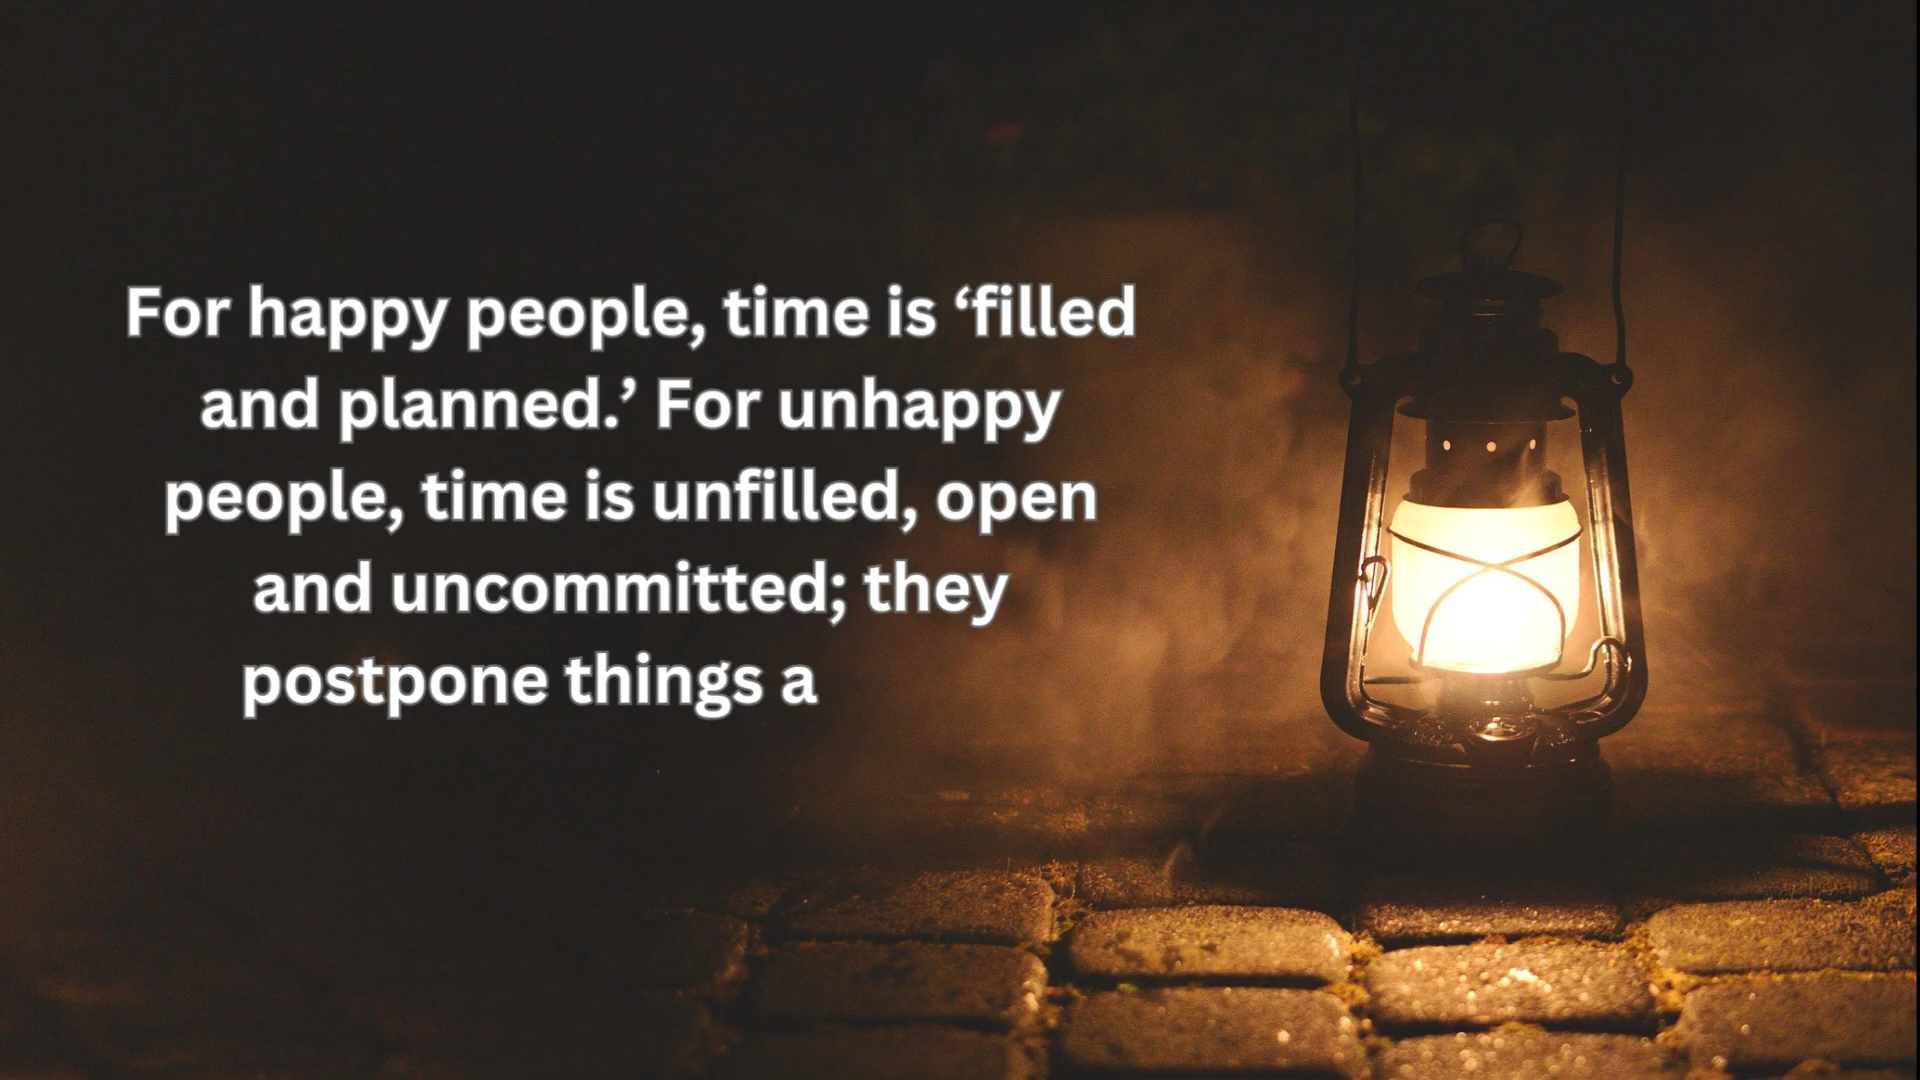 For happy people, time is ‘filled
and planned.’ For unhappy
people, time is unfilled, open
and uncommitted; they
postpone things a